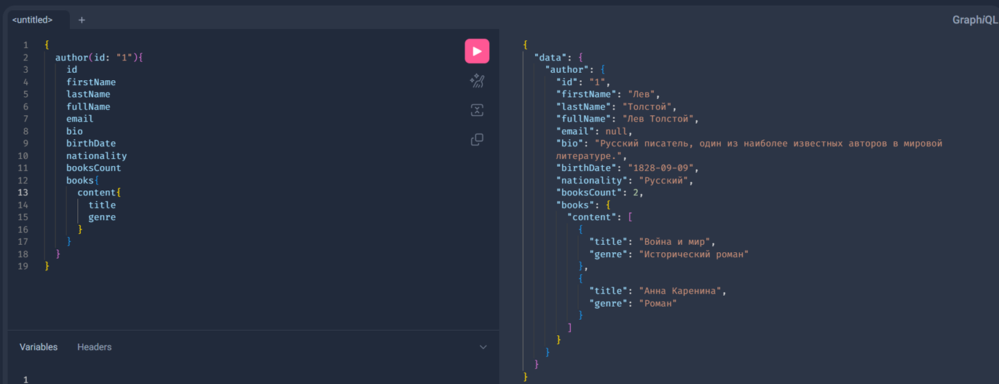 <untitled>
+
GraphiQL
1 {
2 author(id: "1"){
3 id
4 firstName
5 lastName
6 fullName
7 email
8 bio
9 birthDate
10 nationality
11 booksCount
12 books{
13 content{
14 title
15 genre
16 }
17 }
18 }
19 }
Variables Headers
1
{
"data": {
"author": {
"id": "1",
"firstName": "Лев",
"lastName": "Толстой",
"fullName": "Лев Толстой",
"email": null,
"bio": "Русский писатель, один из наиболее известных авторов в мировой
литературе.",
"birthDate": "1828-09-09",
"nationality": "Русский",
"booksCount": 2,
"books": {
"content": [
{
"title": "Война и мир",
"genre": "Исторический роман"
},
{
"title": "Анна Каренина",
"genre": "Роман"
}
]
}
}
}
}